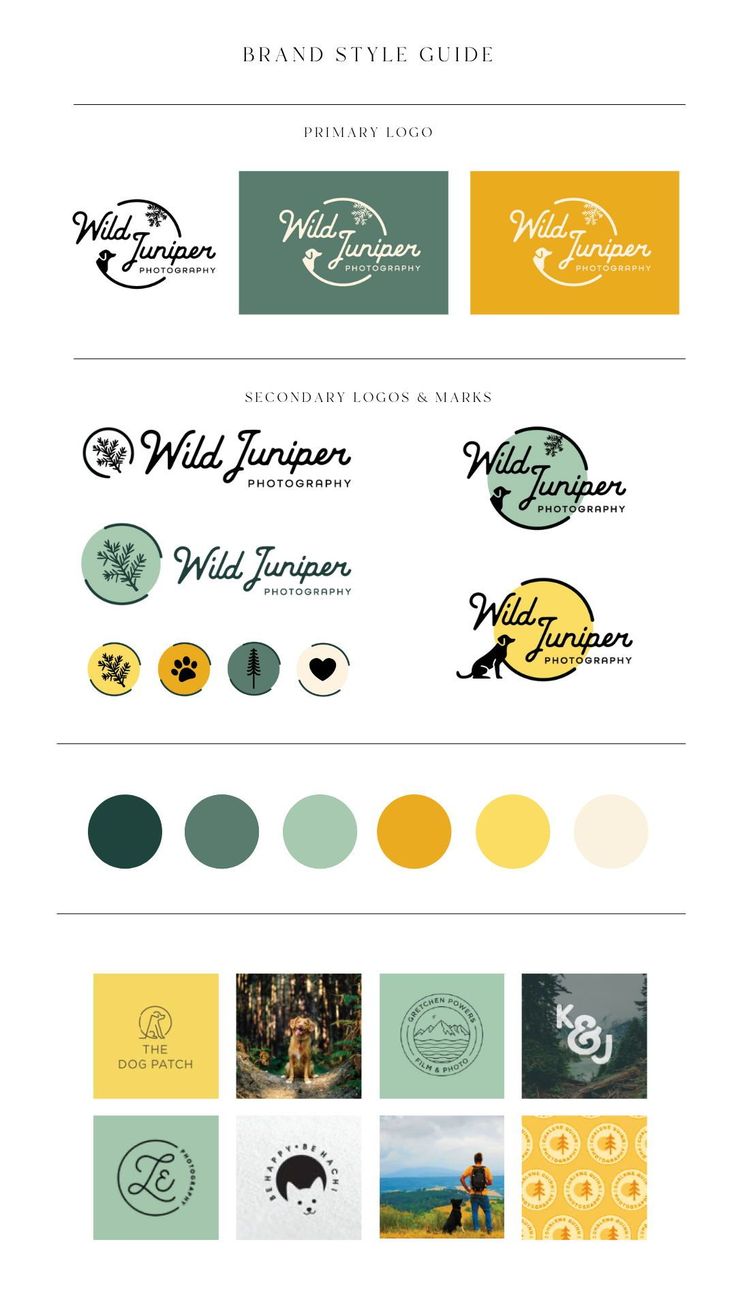 BRAND STYLE GUIDE
PRIMARY LOGO
Wild
Juniper
PHOTOGRAPHY
Wild
Juniper
PHOTOGRAPHY
Wild
Juniper
PHOTOGRAPHY
SECONDARY LOGOS & MARKS
Wild Juniper
PHOTOGRAPHY
Wild
Juniper
PHOTOGRAPHY
Wild Juniper
PHOTOGRAPHY
Wild
Juniper
PHOTOGRAPHY
THE
DOG PATCH
GRETCHEN POWERS
FILM & PHOTO
K&J
ZE
PHOTOGRAPHY
BE HAPPY • BE HACHI